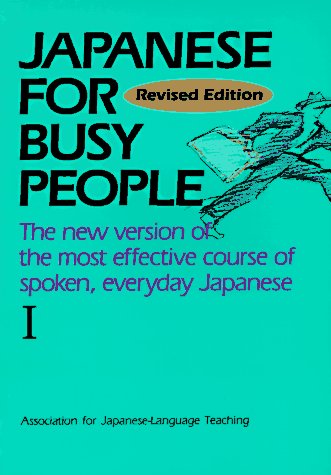 JAPANESE
FOR
Revised Edition
BUSY
PEOPLE
The new version of
the most effective course of
spoken, everyday Japanese
I
Association for Japanese-Language Teaching